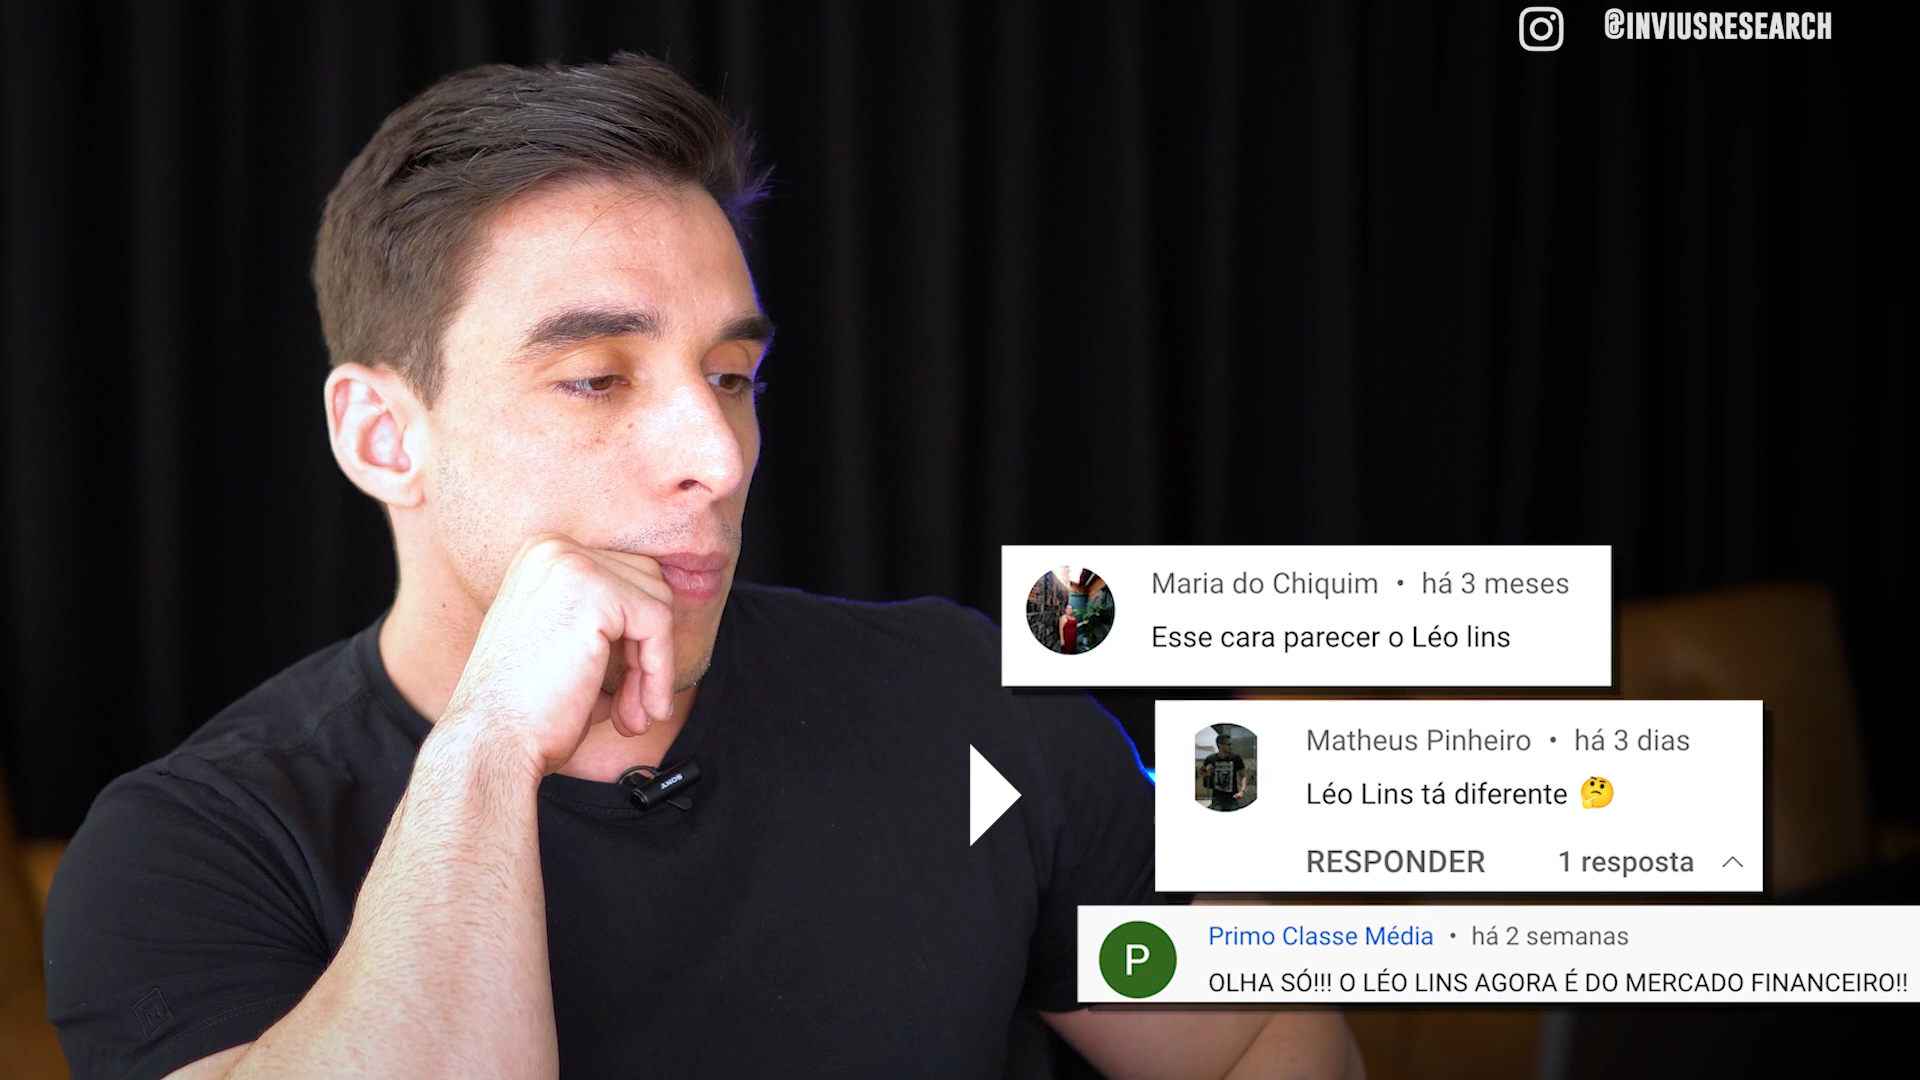 @INVIUSRESEARCH
Maria do Chiquim • há 3 meses
Esse cara parecer o Léo lins
Matheus Pinheiro • há 3 dias
Léo Lins tá diferente 🤔
RESPONDER 1 resposta
P
Primo Classe Média • há 2 semanas
OLHA SÓ!!! O LÉO LINS AGORA É DO MERCADO FINANCEIRO!!
SONY